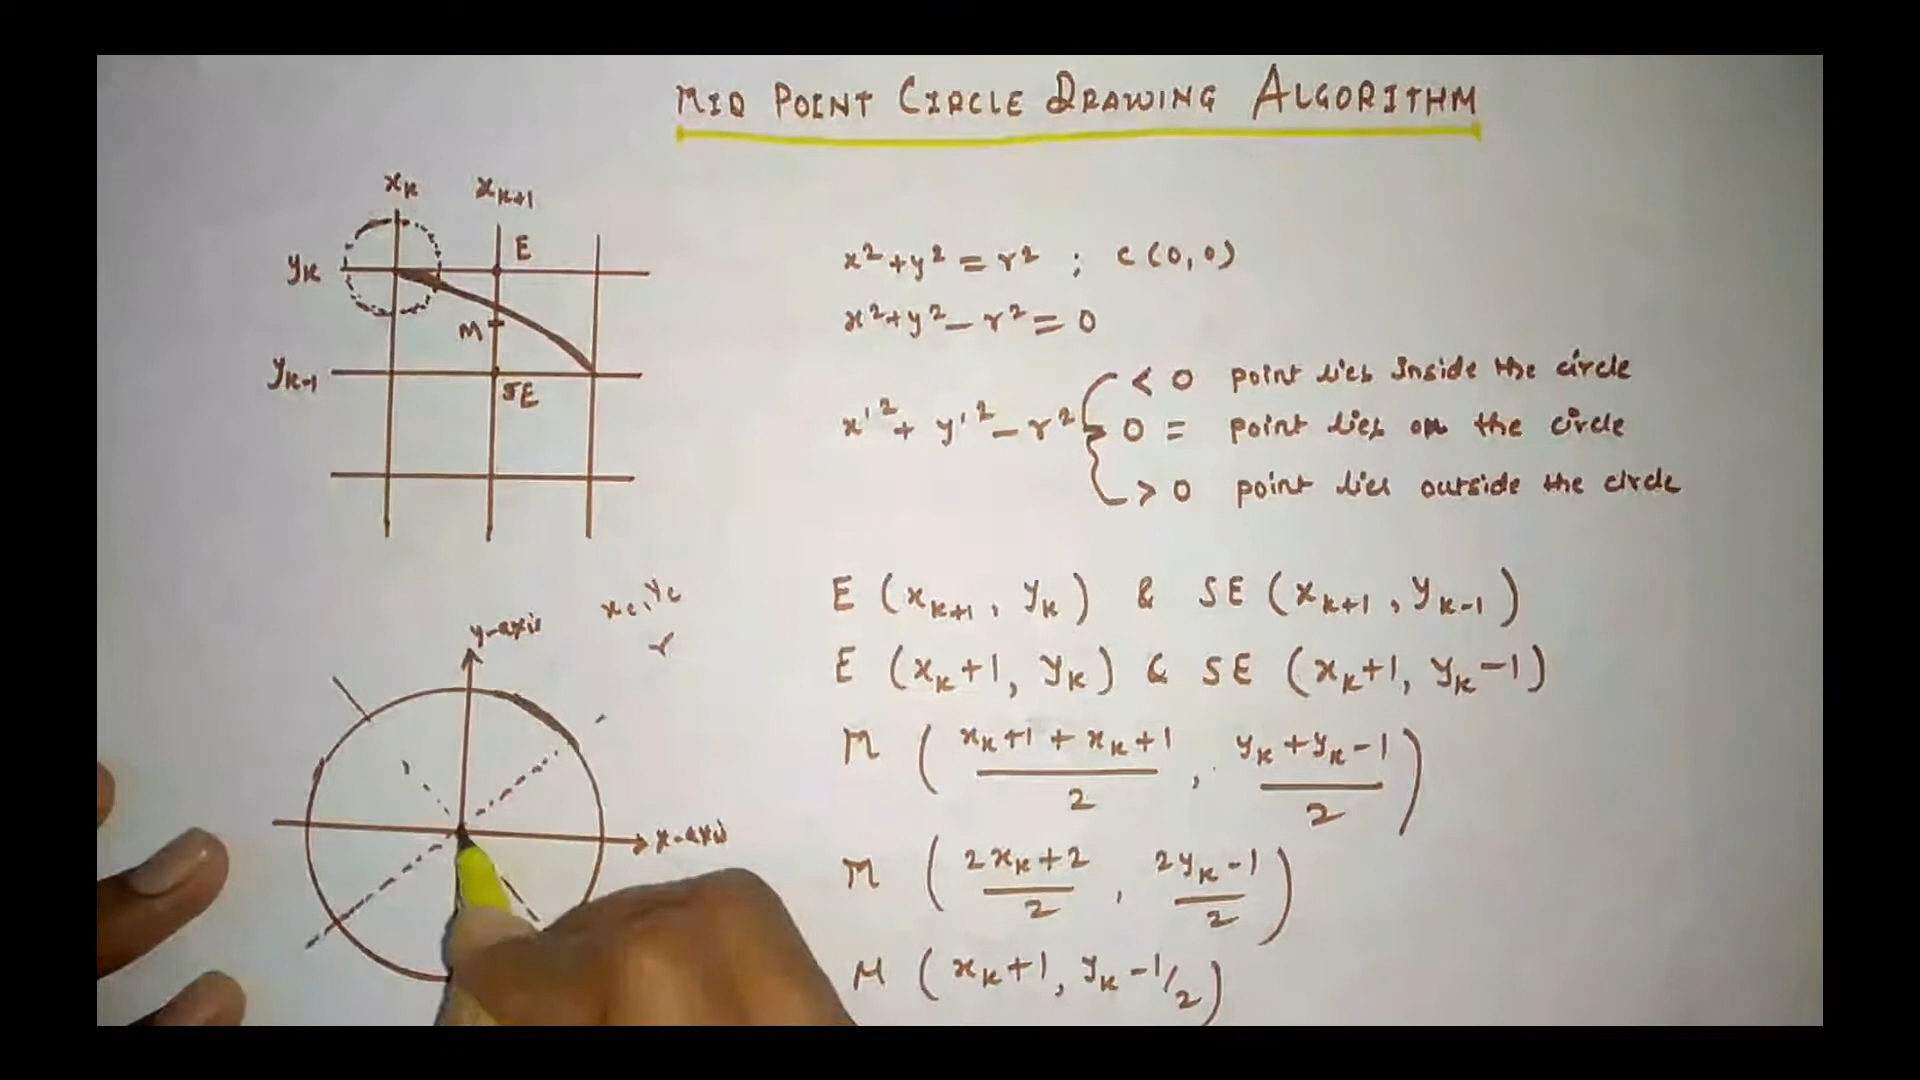 MID POINT CIRCLE DRAWING ALGORITHM
xₖ xₖ₊₁
yₖ E
M
yₖ₋₁ SE
x² + y² = r² ; c (0,0)
x² + y² - r² = 0
x'² + y'² - r²
< 0 point lies Inside the circle
0 = point lies on the circle
> 0 point lies outside the circle
xc, yc
r
y-axis
x-axis
E (xₖ₊₁, yₖ) & SE (xₖ₊₁, yₖ₋₁)
E (xₖ+1, yₖ) & SE (xₖ+1, yₖ-1)
M ( (xₖ+1 + xₖ+1)/2 , (yₖ + yₖ-1)/2 )
M ( (2xₖ+2)/2 , (2yₖ-1)/2 )
M (xₖ+1, yₖ-1/2)